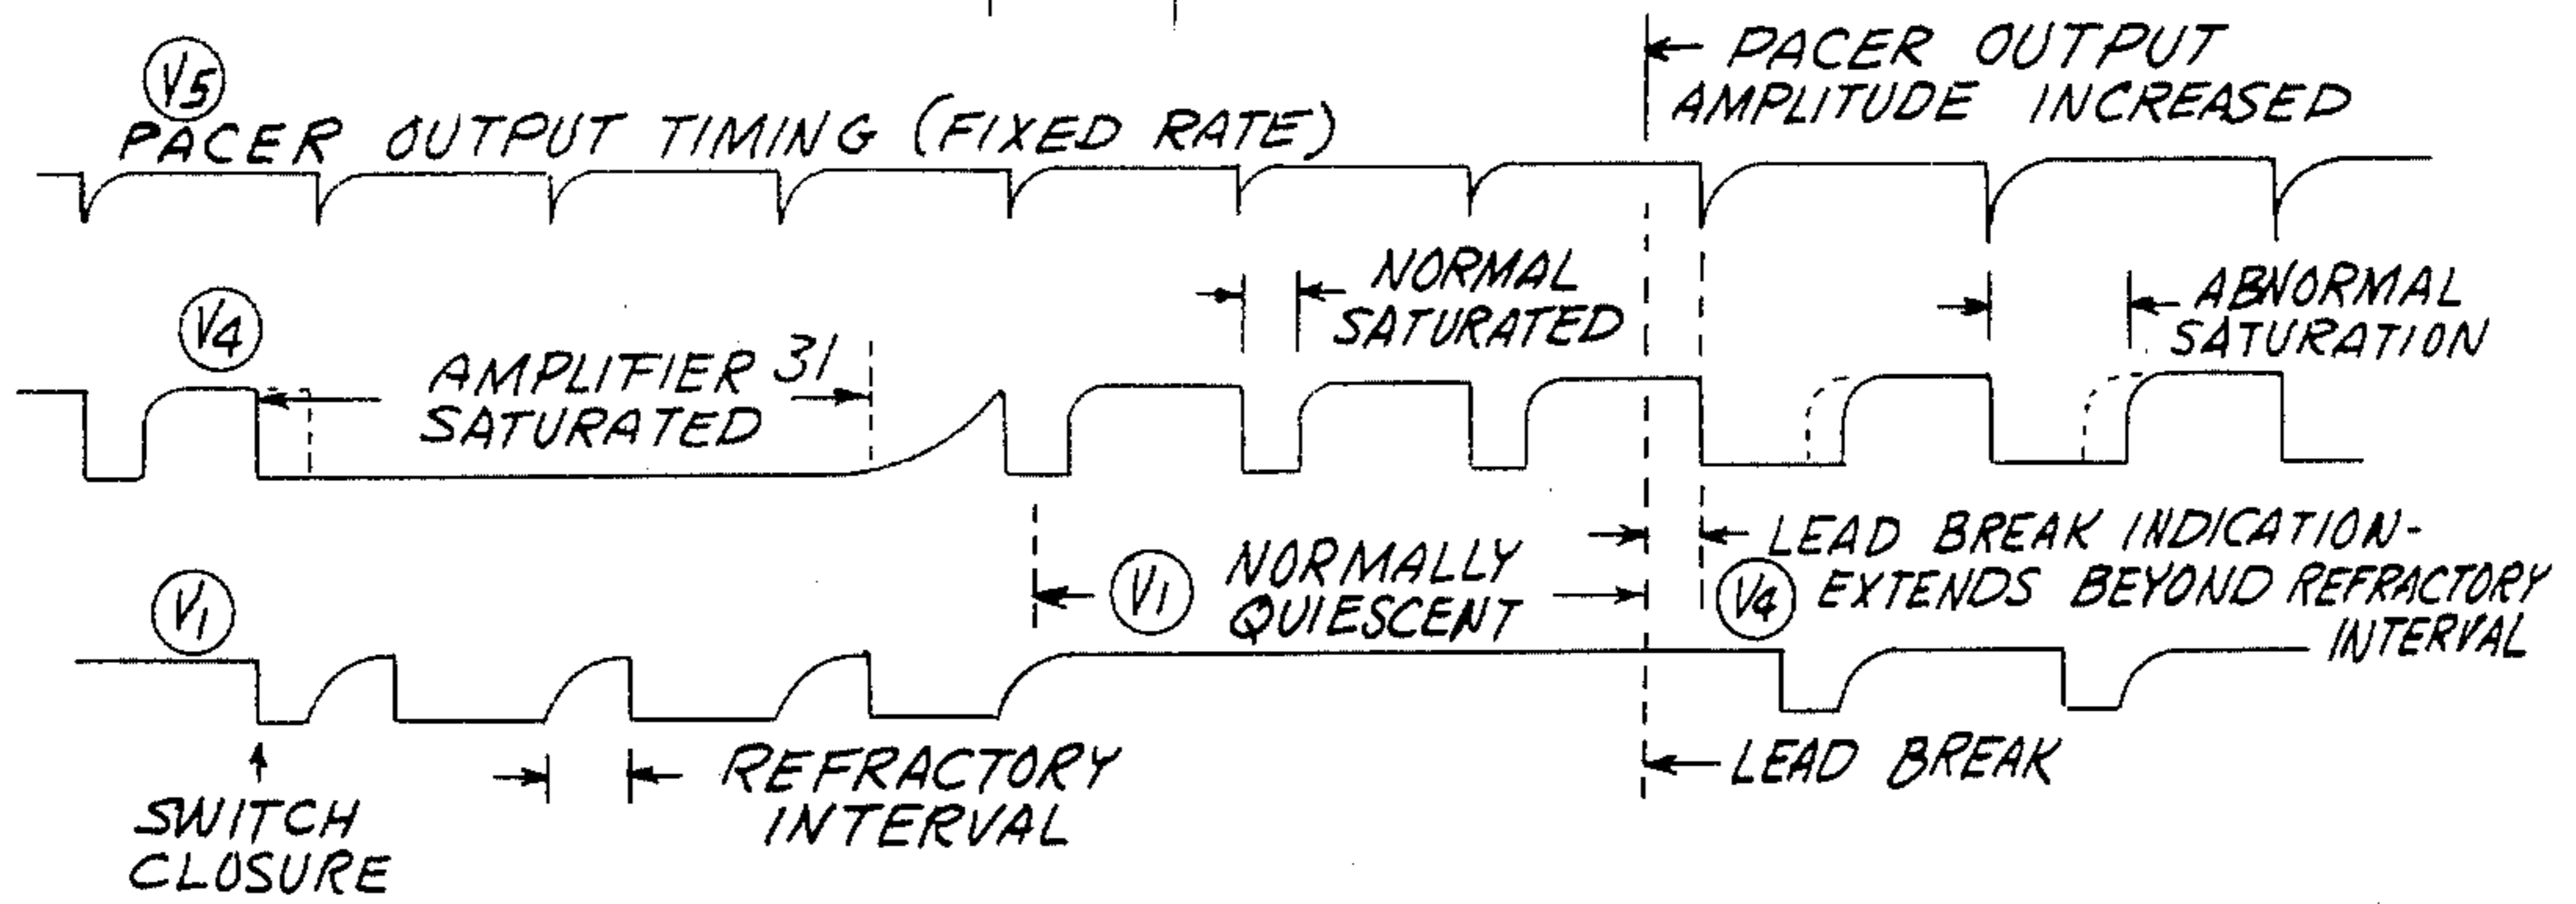 V5
PACER OUTPUT TIMING (FIXED RATE)
PACER OUTPUT
AMPLITUDE INCREASED
V4
AMPLIFIER 31
SATURATED
NORMAL
SATURATED
ABNORMAL
SATURATION
V1
V1 NORMALLY
QUIESCENT
LEAD BREAK INDICATION-
V4 EXTENDS BEYOND REFRACTORY
INTERVAL
SWITCH
CLOSURE
REFRACTORY
INTERVAL
LEAD BREAK